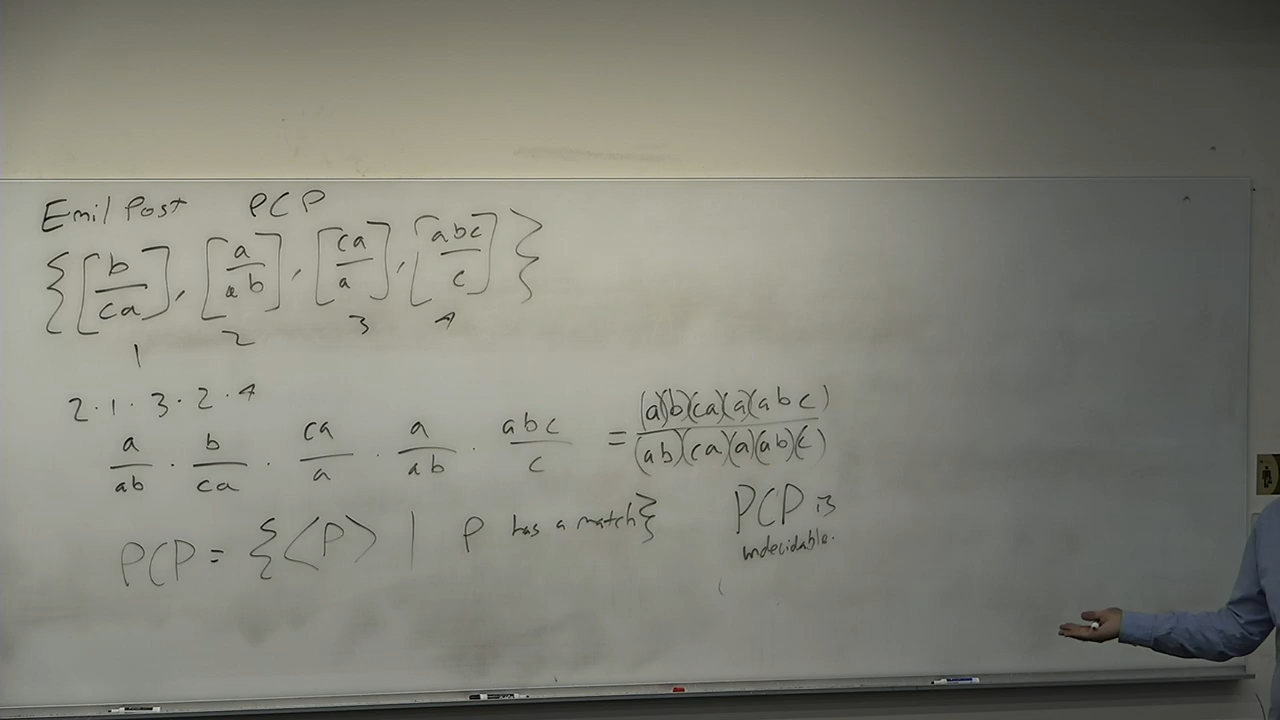 Emil Post PCP
{[b/ca], [a/ab], [ca/a], [abc/c]}
1 2 3 4
2·1·3·2·4
a/ab · b/ca · ca/a · a/ab · abc/c = (a)(b)(ca)(a)(abc)/(ab)(ca)(a)(ab)(c)
PCP = {<P> | P has a match}
PCP is
undecidable.